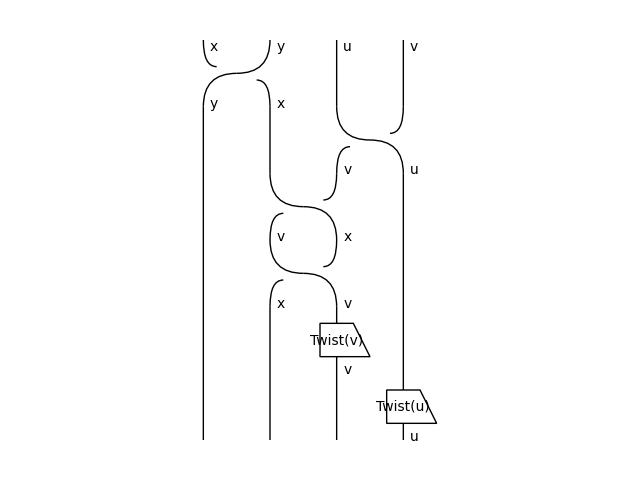 x y u v
y x
v u
v x
x v
Twist(v)
v
Twist(u)
u